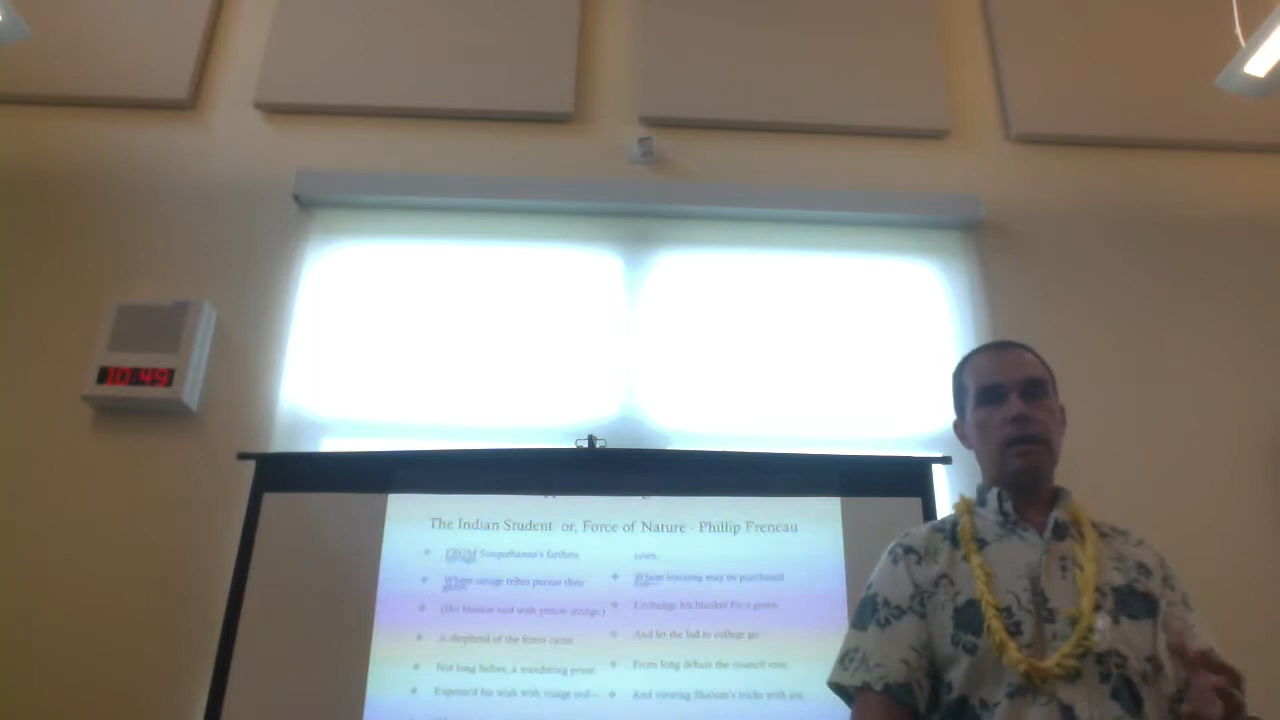 10:49
The Indian Student: or, Force of Nature - Phillip Freneau
FROM Susquehanna's farthest
springs
Where savage tribes pursue their
game
(His blanket tied with yellow strings,)
A shepherd of the forest came.
Not long before, a wandering priest
Express'd his wish with visage sad—
town.
Where learning may be purchased
Exchange his blanket for a gown,
And let the lad to college go.
From long debate the council rose
And viewing Shalum's tricks with joy